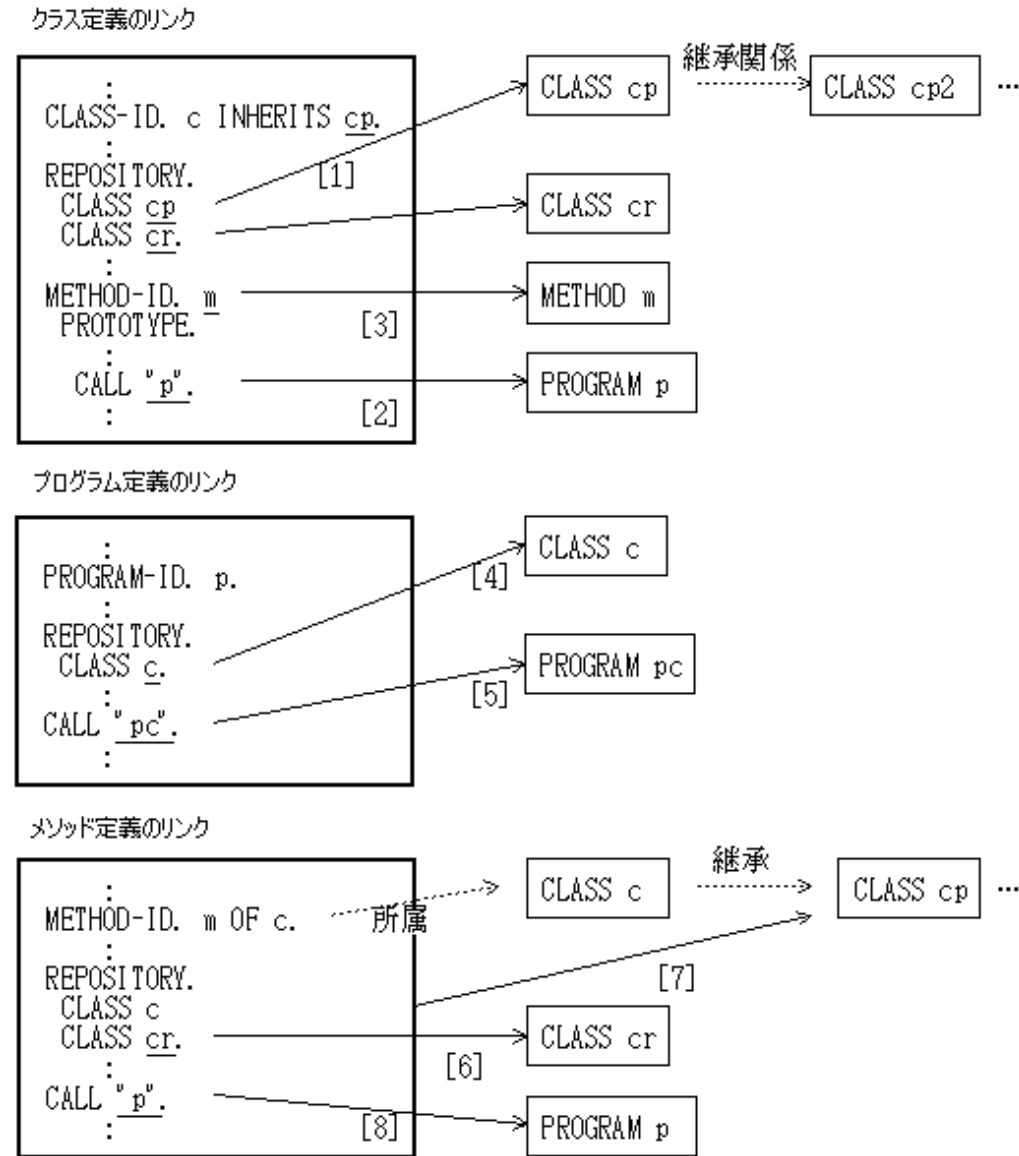 クラス定義のリンク
CLASS-ID. c INHERITS cp.
REPOSITORY.
CLASS cp
CLASS cr.
METHOD-ID. m
PROTOTYPE.
CALL "p".
[1]
[3]
[2]
CLASS cp
継承関係
CLASS cp2
…
CLASS cr
METHOD m
PROGRAM p
プログラム定義のリンク
PROGRAM-ID. p.
REPOSITORY.
CLASS c.
CALL "pc".
[4]
[5]
CLASS c
PROGRAM pc
メソッド定義のリンク
METHOD-ID. m OF c.
所属
REPOSITORY.
CLASS c
CLASS cr.
CALL "p".
[8]
[6]
[7]
CLASS c
継承
CLASS cp
…
CLASS cr
PROGRAM p